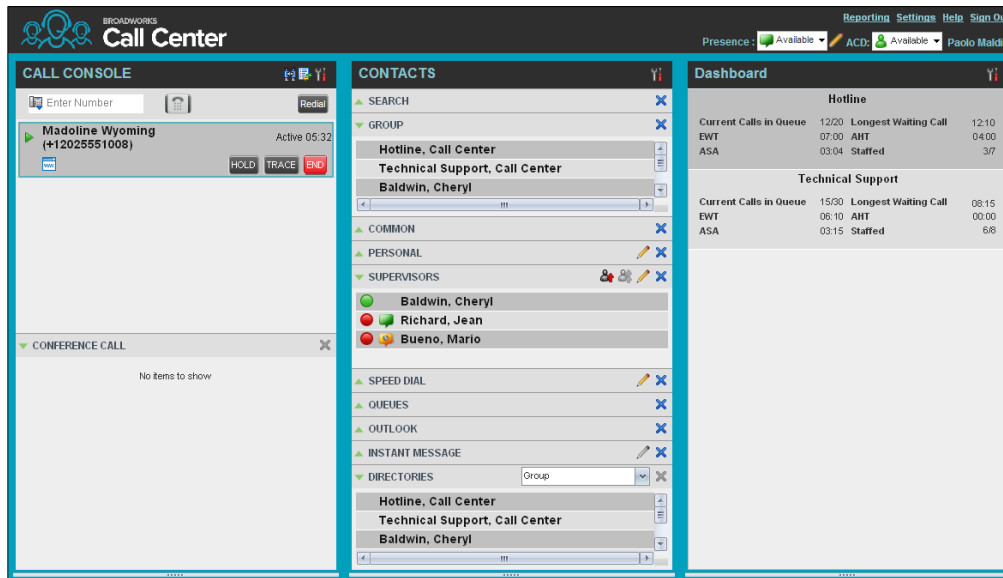 BROADWORKS
Call Center
Reporting Settings Help Sign Ou
Presence : Available ACD: Available Paolo Maldi
CALL CONSOLE
Enter Number Redial
Madoline Wyoming Active 05:32
(+12025551008)
HOLD TRACE END
CONFERENCE CALL
No items to show
CONTACTS
SEARCH
GROUP
Hotline, Call Center
Technical Support, Call Center
Baldwin, Cheryl
COMMON
PERSONAL
SUPERVISORS
Baldwin, Cheryl
Richard, Jean
Bueno, Mario
SPEED DIAL
QUEUES
OUTLOOK
INSTANT MESSAGE
DIRECTORIES Group
Hotline, Call Center
Technical Support, Call Center
Baldwin, Cheryl
Dashboard
Hotline
Current Calls in Queue 12/20 Longest Waiting Call 12:10
EWT 07:00 AHT 04:00
ASA 03:04 Staffed 3/7
Technical Support
Current Calls in Queue 15/30 Longest Waiting Call 08:15
EWT 06:10 AHT 00:00
ASA 03:15 Staffed 6/8